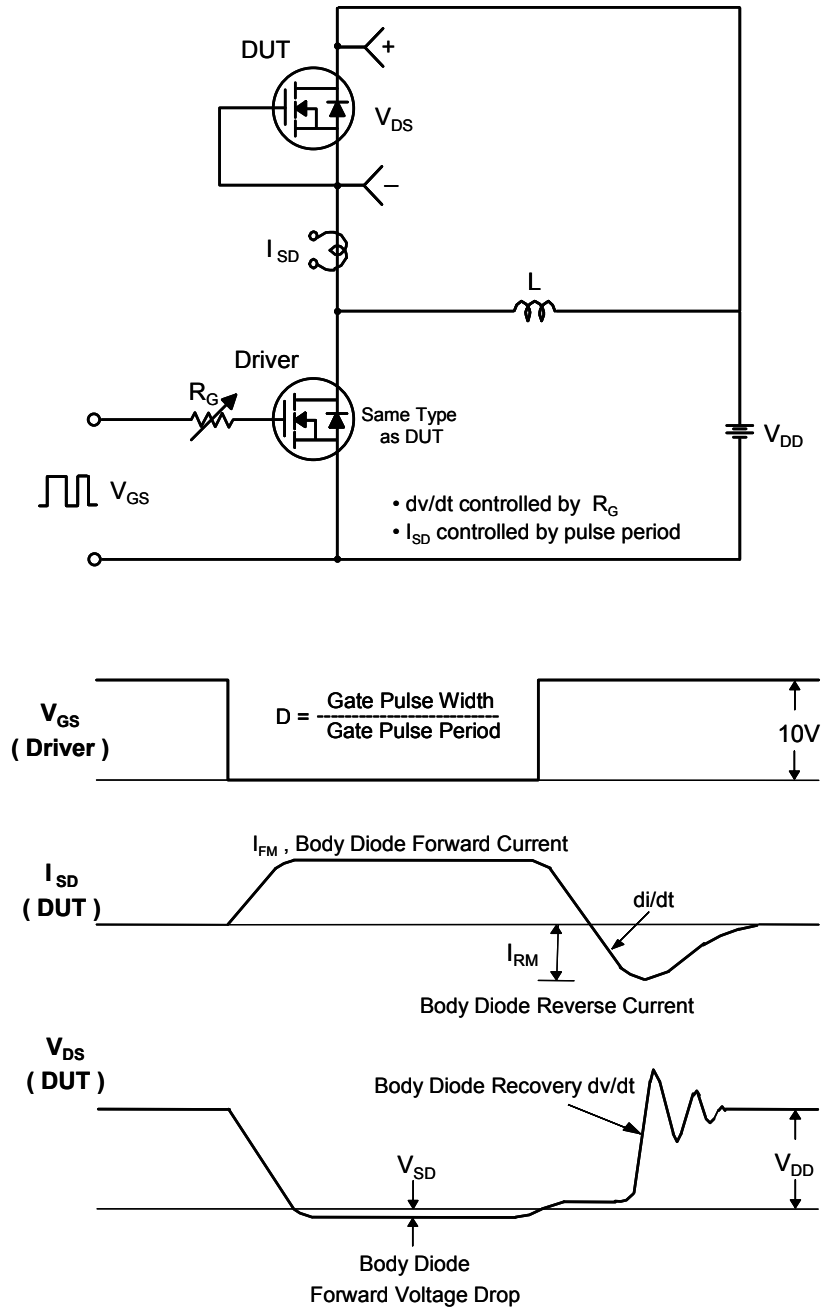 DUT
+
V_DS
–
I_SD
L
Driver
R_G
Same Type
as DUT
V_DD
V_GS
• dv/dt controlled by R_G
• I_SD controlled by pulse period
V_GS
( Driver )
D = Gate Pulse Width
Gate Pulse Period
10V
I_FM , Body Diode Forward Current
I_SD
( DUT )
di/dt
I_RM
Body Diode Reverse Current
V_DS
( DUT )
Body Diode Recovery dv/dt
V_SD
V_DD
Body Diode
Forward Voltage Drop